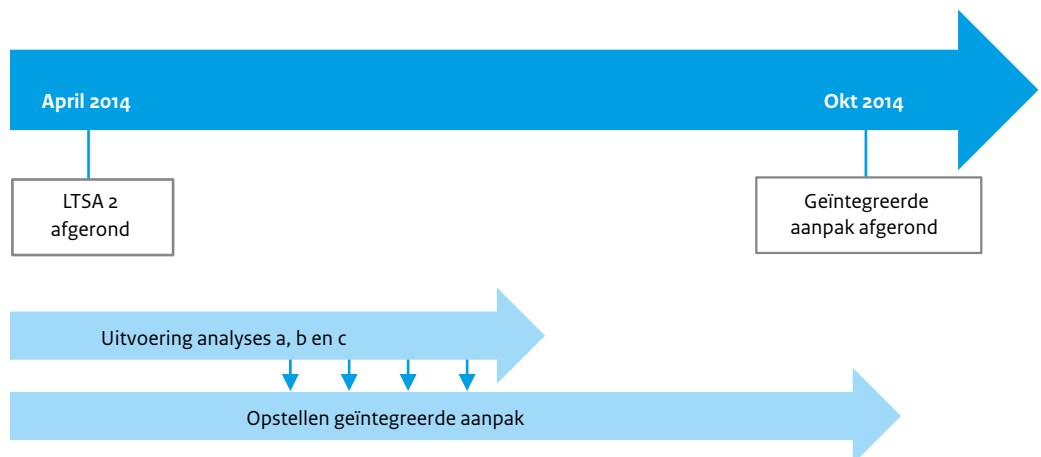 April 2014
Okt 2014
LTSA 2
afgerond
Geïntegreerde
aanpak afgerond
Uitvoering analyses a, b en c
Opstellen geïntegreerde aanpak